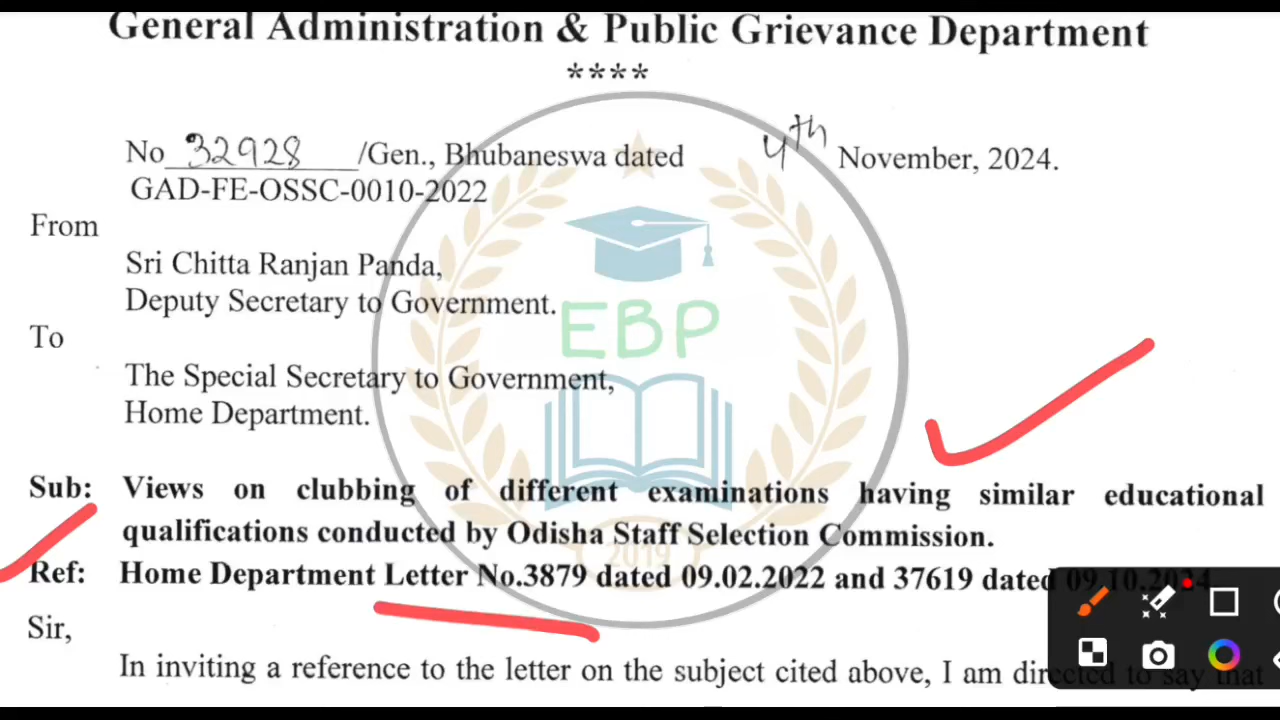 General Administration & Public Grievance Department
****
No 32928 /Gen., Bhubaneswa dated 4th November, 2024.
GAD-FE-OSSC-0010-2022
From
Sri Chitta Ranjan Panda,
Deputy Secretary to Government.
To
The Special Secretary to Government,
Home Department.
EBP
Sub: Views on clubbing of different examinations having similar educational
qualifications conducted by Odisha Staff Selection Commission.
2019
Ref: Home Department Letter No.3879 dated 09.02.2022 and 37619 dated 09.10.2024
Sir,
In inviting a reference to the letter on the subject cited above, I am directed to say that